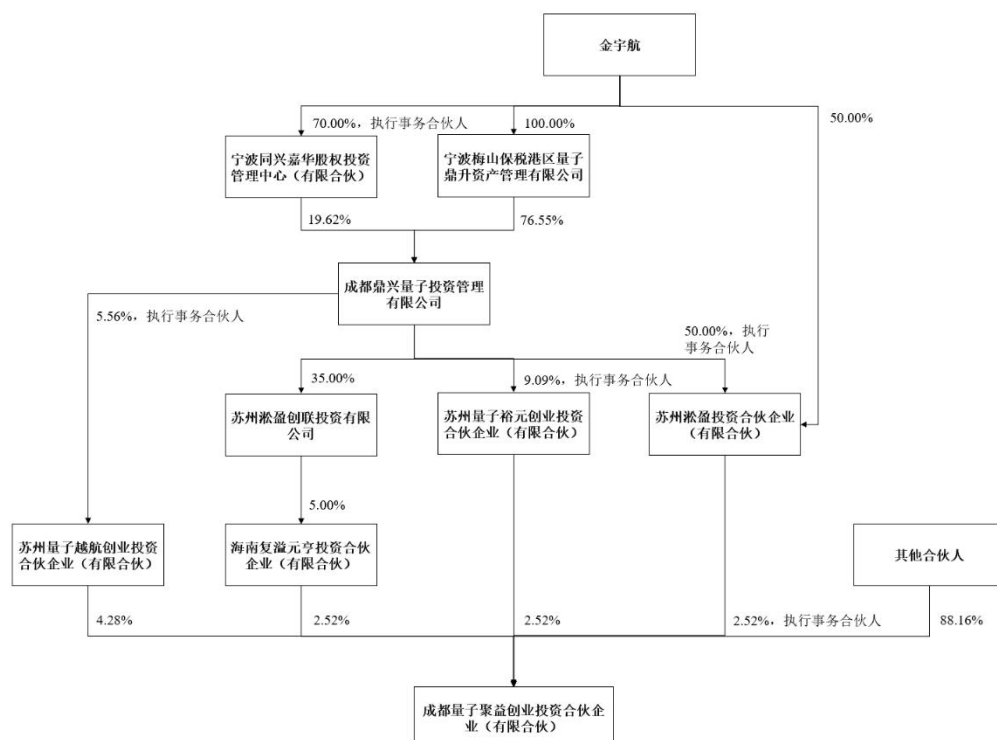 金宇航
70.00%，执行事务合伙人
100.00%
50.00%
宁波同兴嘉华股权投资
管理中心（有限合伙）
宁波梅山保税港区量子
鼎升资产管理有限公司
19.62%
76.55%
成都鼎兴量子投资管理
有限公司
5.56%，执行事务合伙人
50.00%，执行
事务合伙人
35.00%
9.09%，执行事务合伙人
苏州淞盈创联投资有限
公司
苏州量子裕元创业投资
合伙企业（有限合伙）
苏州淞盈投资合伙企业
（有限合伙）
5.00%
苏州量子越航创业投资
合伙企业（有限合伙）
海南复溢元亨投资合伙
企业（有限合伙）
其他合伙人
4.28%
2.52%
2.52%
2.52%，执行事务合伙人
88.16%
成都量子聚益创业投资合伙企
业（有限合伙）